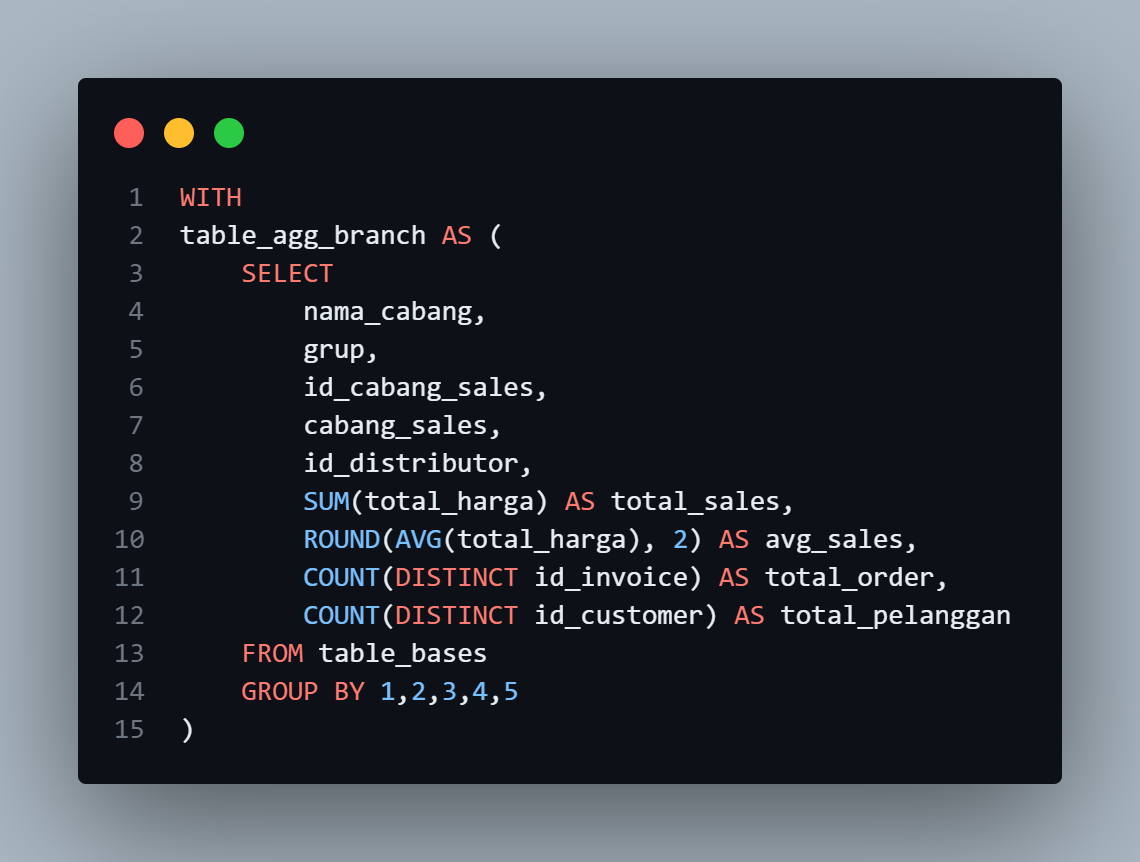 1 WITH
2 table_agg_branch AS (
3     SELECT
4         nama_cabang,
5         grup,
6         id_cabang_sales,
7         cabang_sales,
8         id_distributor,
9         SUM(total_harga) AS total_sales,
10         ROUND(AVG(total_harga), 2) AS avg_sales,
11         COUNT(DISTINCT id_invoice) AS total_order,
12         COUNT(DISTINCT id_customer) AS total_pelanggan
13     FROM table_bases
14     GROUP BY 1,2,3,4,5
15 )